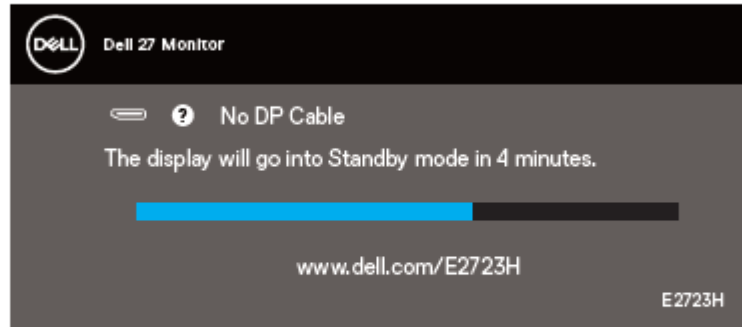 DELL
Dell 27 Monitor
? No DP Cable
The display will go into Standby mode in 4 minutes.
www.dell.com/E2723H
E2723H